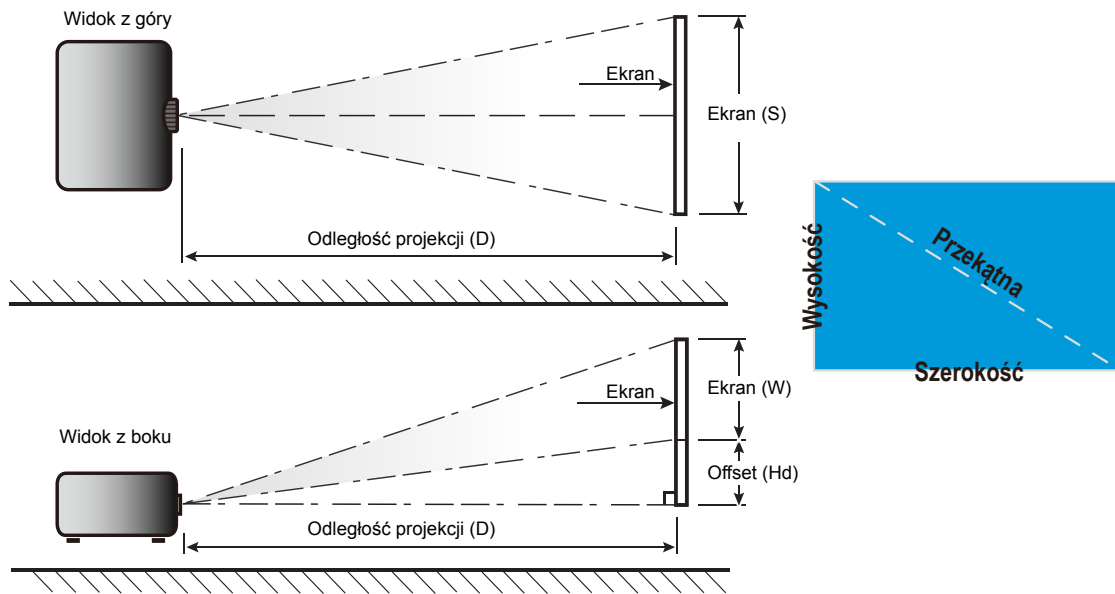 Widok z góry
Ekran
Ekran (S)
Odległość projekcji (D)
Wysokość
Przekątna
Szerokość
Ekran
Ekran (W)
Widok z boku
Offset (Hd)
Odległość projekcji (D)